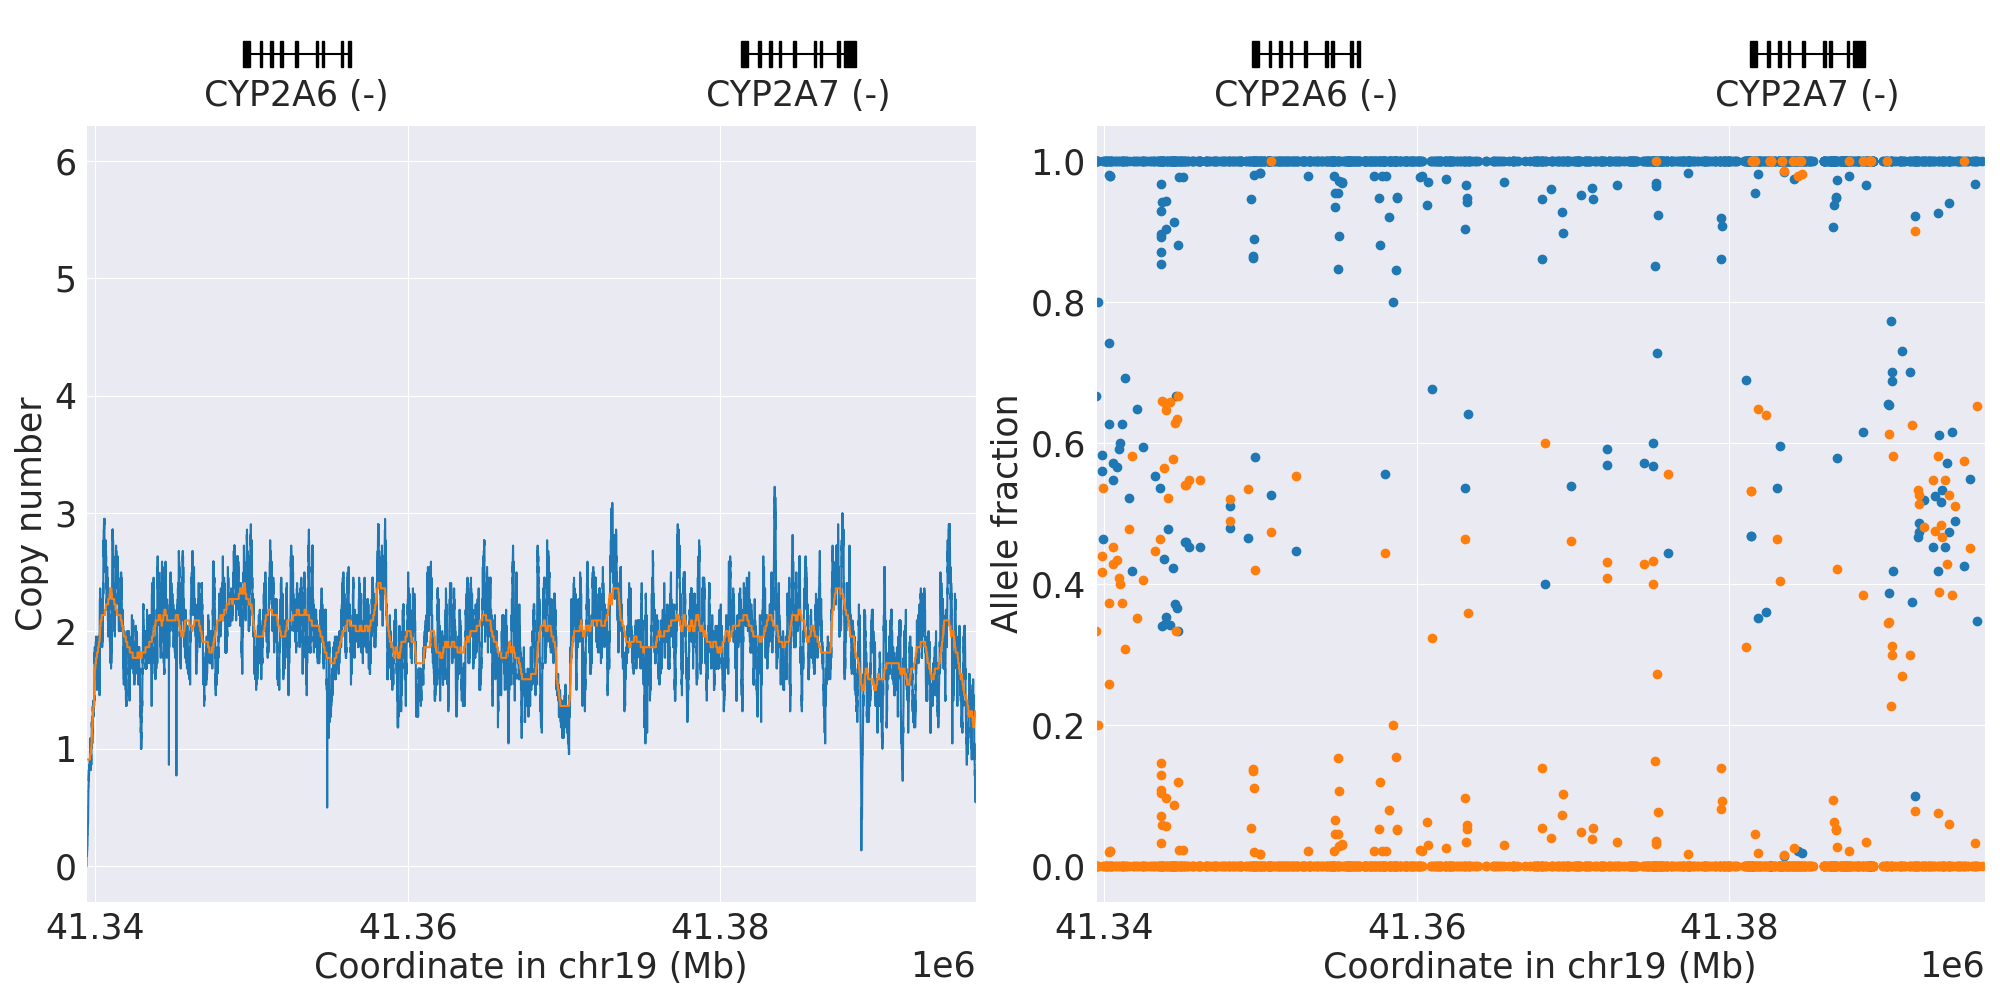 CYP2A6 (-)
CYP2A7 (-)
Copy number
6
5
4
3
2
1
0
41.34
41.36
41.38
Coordinate in chr19 (Mb)
1e6
CYP2A6 (-)
CYP2A7 (-)
Allele fraction
1.0
0.8
0.6
0.4
0.2
0.0
41.34
41.36
41.38
Coordinate in chr19 (Mb)
1e6